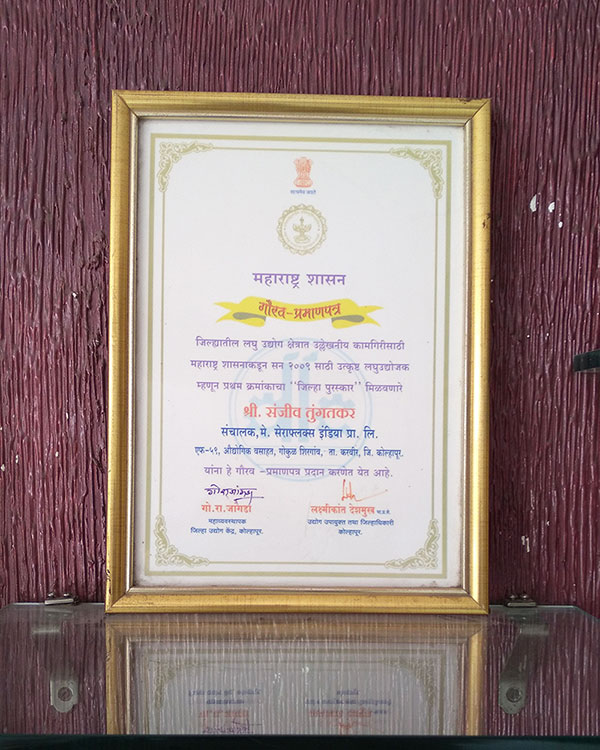 सत्यमेव जयते
महाराष्ट्र शासन
गौरव-प्रमाणपत्र
जिल्ह्यातील लघु उद्योग क्षेत्रात उल्लेखनीय कामगिरीसाठी
महाराष्ट्र शासनाकडून सन २००९ साठी उत्कृष्ट लघुउद्योजक
म्हणून प्रथम क्रमांकाचा "जिल्हा पुरस्कार" मिळवणारे
श्री. संजीव तुंगतकर
संचालक,मे. सेराफ्लक्स इंडिया प्रा. लि.
एफ-५१, औद्योगिक वसाहत, गोकुळ शिरगांव, ता. करवीर, जि. कोल्हापूर.
यांना हे गौरव -प्रमाणपत्र प्रदान करणेत येत आहे.
गो.रा.जांगडा लक्ष्मीकांत देशमुख
महाव्यवस्थापक उद्योग उपायुक्त तथा जिल्हाधिकारी
जिल्हा उद्योग केंद्र, कोल्हापूर. कोल्हापूर.